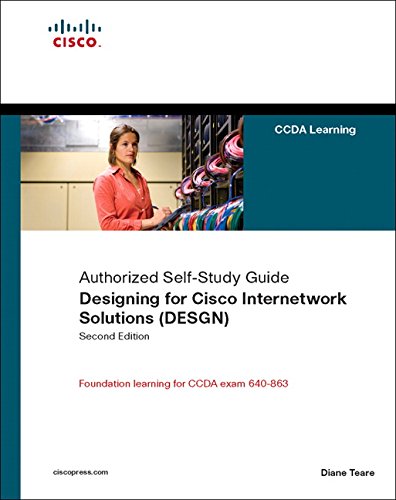 CISCO.
CCDA Learning
Authorized Self-Study Guide
Designing for Cisco Internetwork
Solutions (DESGN)
Second Edition
Foundation learning for CCDA exam 640-863
ciscopress.com
Diane Teare